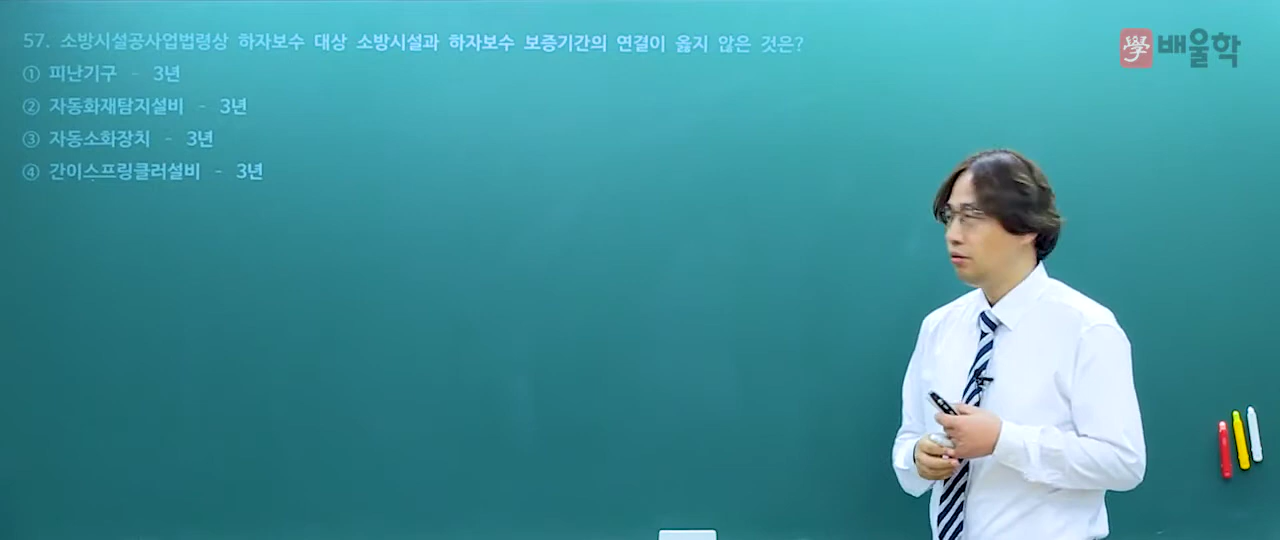 57. 소방시설공사업법령상 하자보수 대상 소방시설과 하자보수 보증기간의 연결이 옳지 않은 것은?
① 피난기구 - 3년
② 자동화재탐지설비 - 3년
③ 자동소화장치 - 3년
④ 간이스프링클러설비 - 3년
學 배울학